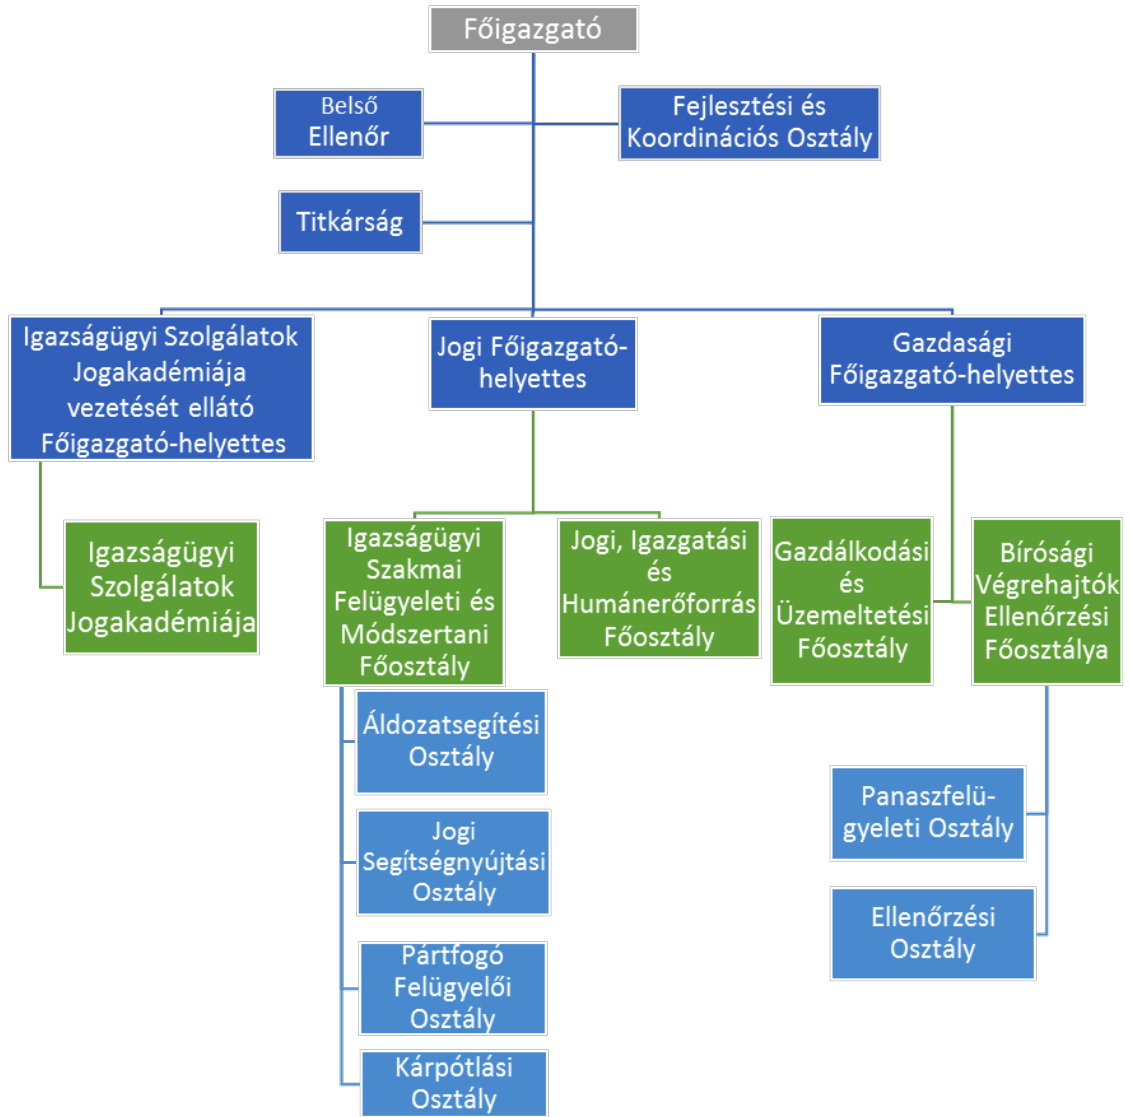 Főigazgató
Belső
Ellenőr
Fejlesztési és
Koordinációs Osztály
Titkárság
Igazságügyi Szolgálatok
Jogakadémiája
vezetését ellátó
Főigazgató-helyettes
Jogi Főigazgató-
helyettes
Gazdasági
Főigazgató-helyettes
Igazságügyi
Szolgálatok
Jogakadémiája
Igazságügyi
Szakmai
Felügyeleti és
Módszertani
Főosztály
Jogi, Igazgatási
és
Humánerőforrás
Főosztály
Gazdálkodási
és
Üzemeltetési
Főosztály
Bírósági
Végrehajtók
Ellenőrzési
Főosztálya
Áldozatsegítési
Osztály
Jogi
Segítségnyújtási
Osztály
Pártfogó
Felügyelői
Osztály
Kárpótlási
Osztály
Panaszfelü-
gyeleti Osztály
Ellenőrzési
Osztály